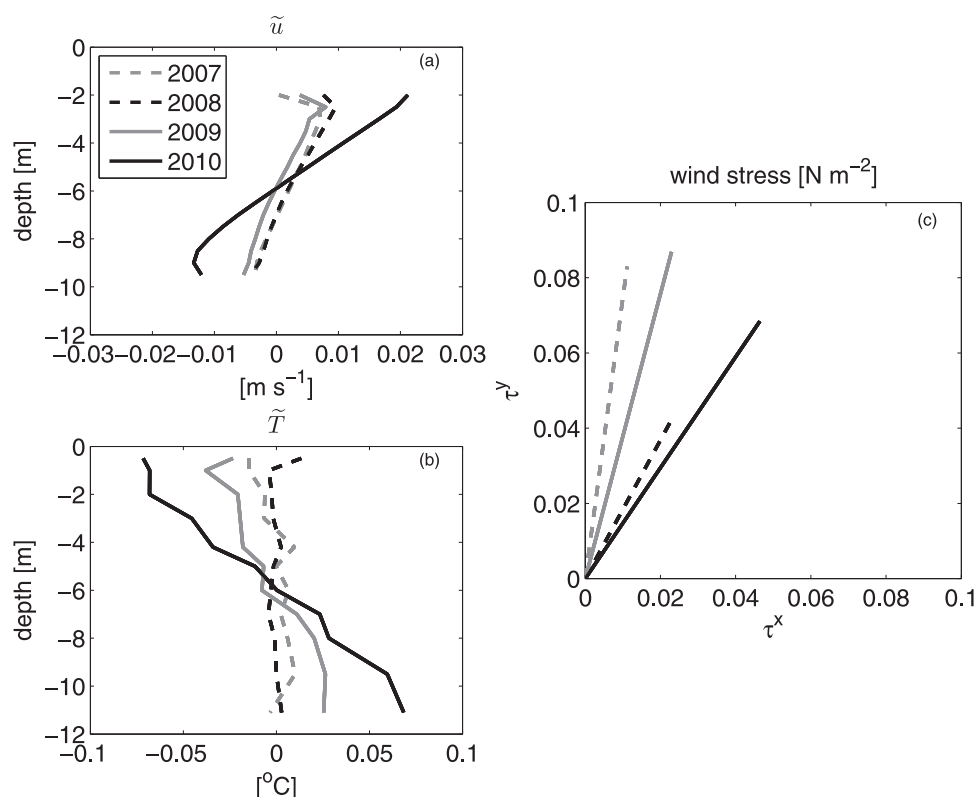 ũ
(a)
0
−2
−4
−6
−8
−10
−12
depth [m]
2007
2008
2009
2010
−0.03 −0.02 −0.01 0 0.01 0.02 0.03
[m s⁻¹]
T̃
(b)
0
−2
−4
−6
−8
−10
−12
depth [m]
−0.1 −0.05 0 0.05 0.1
[°C]
wind stress [N m⁻²]
(c)
0.1
0.08
0.06
0.04
0.02
0
τʸ
0 0.02 0.04 0.06 0.08 0.1
τˣ